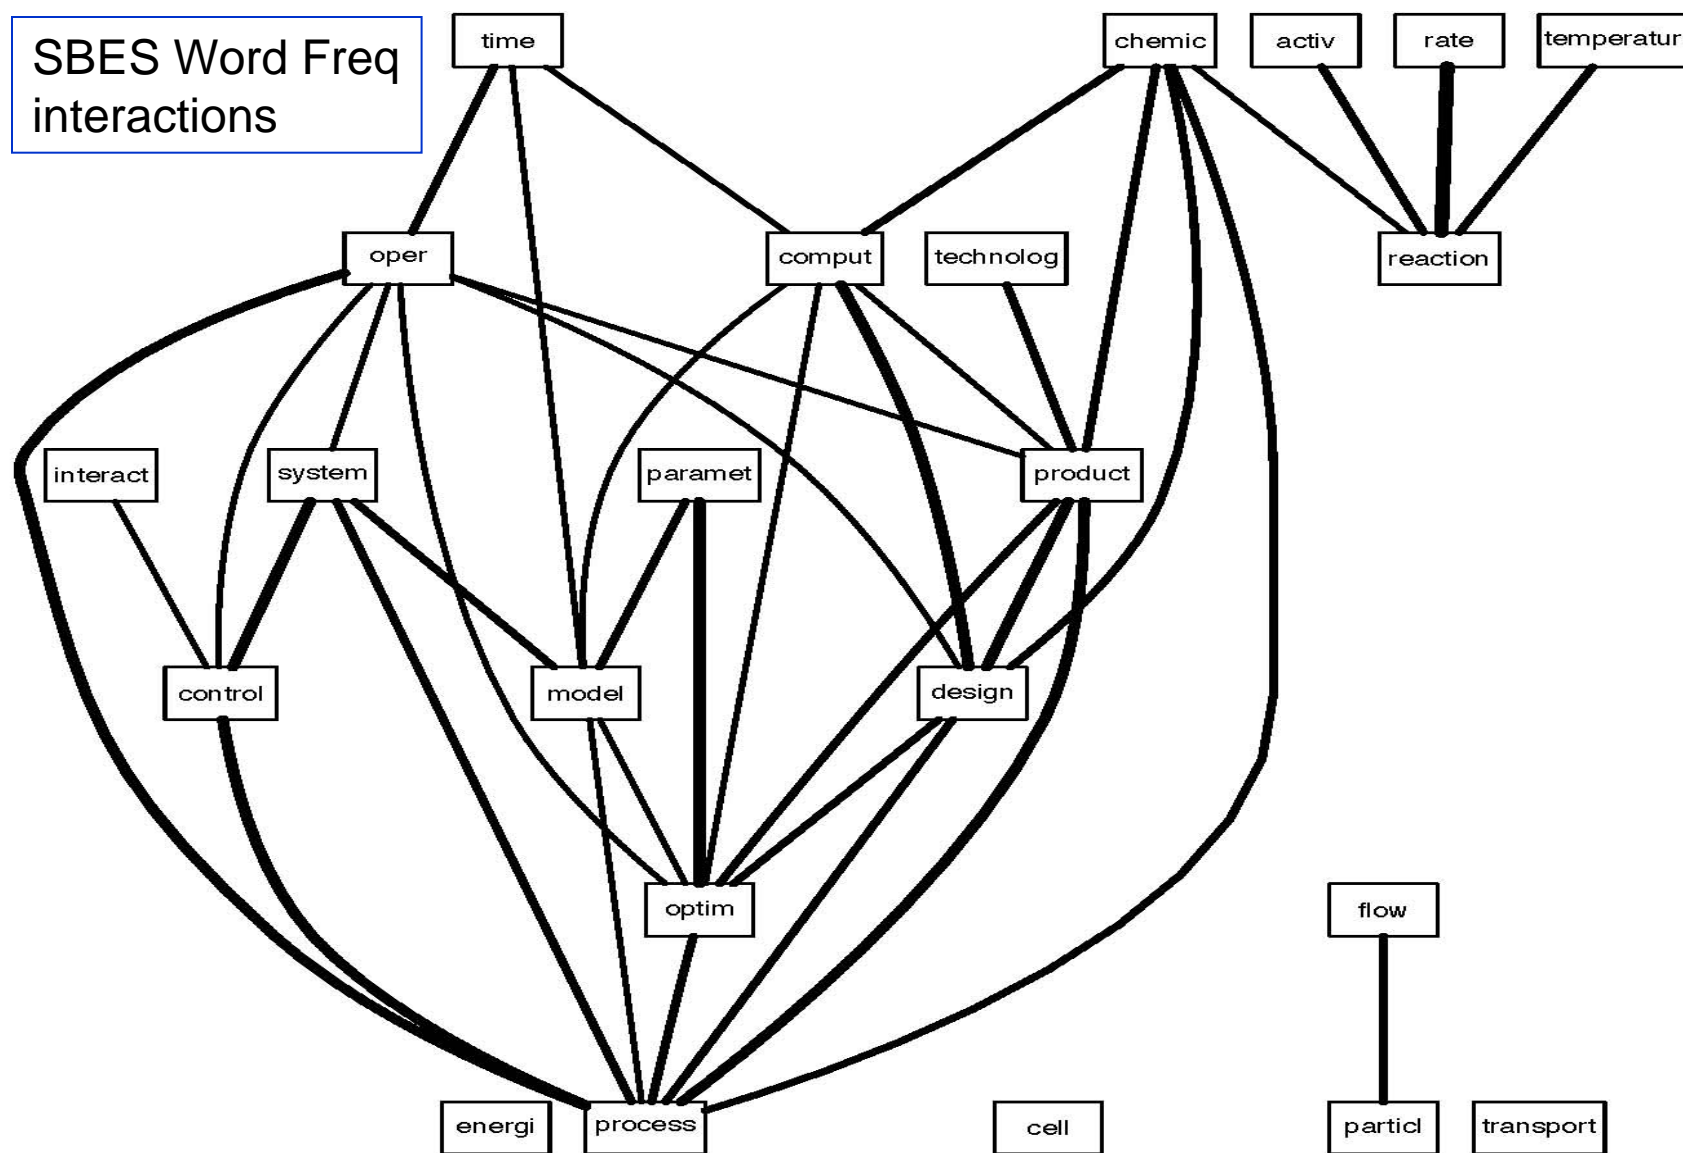 SBES Word Freq
interactions
time
chemic
activ
rate
temperatur
oper
comput
technolog
reaction
interact
system
paramet
product
control
model
design
optim
flow
energi
process
cell
particl
transport